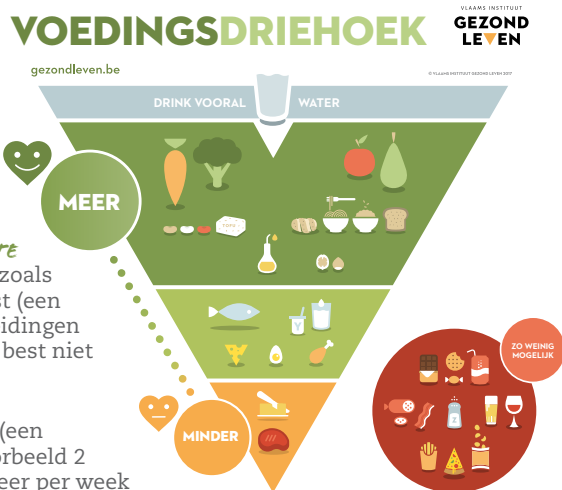 VLAAMS INSTITUUT
GEZOND
LEVEN
VOEDINGSDRIEHOEK
gezondleven.be
© VLAAMS INSTITUUT GEZOND LEVEN 2017
DRINK VOORAL WATER
MEER
TOFU
Y
zoals
st (een
eidingen
best niet
ZO WEINIG
MOGELIJK
MINDER
(een
orbeeld 2
eer per week